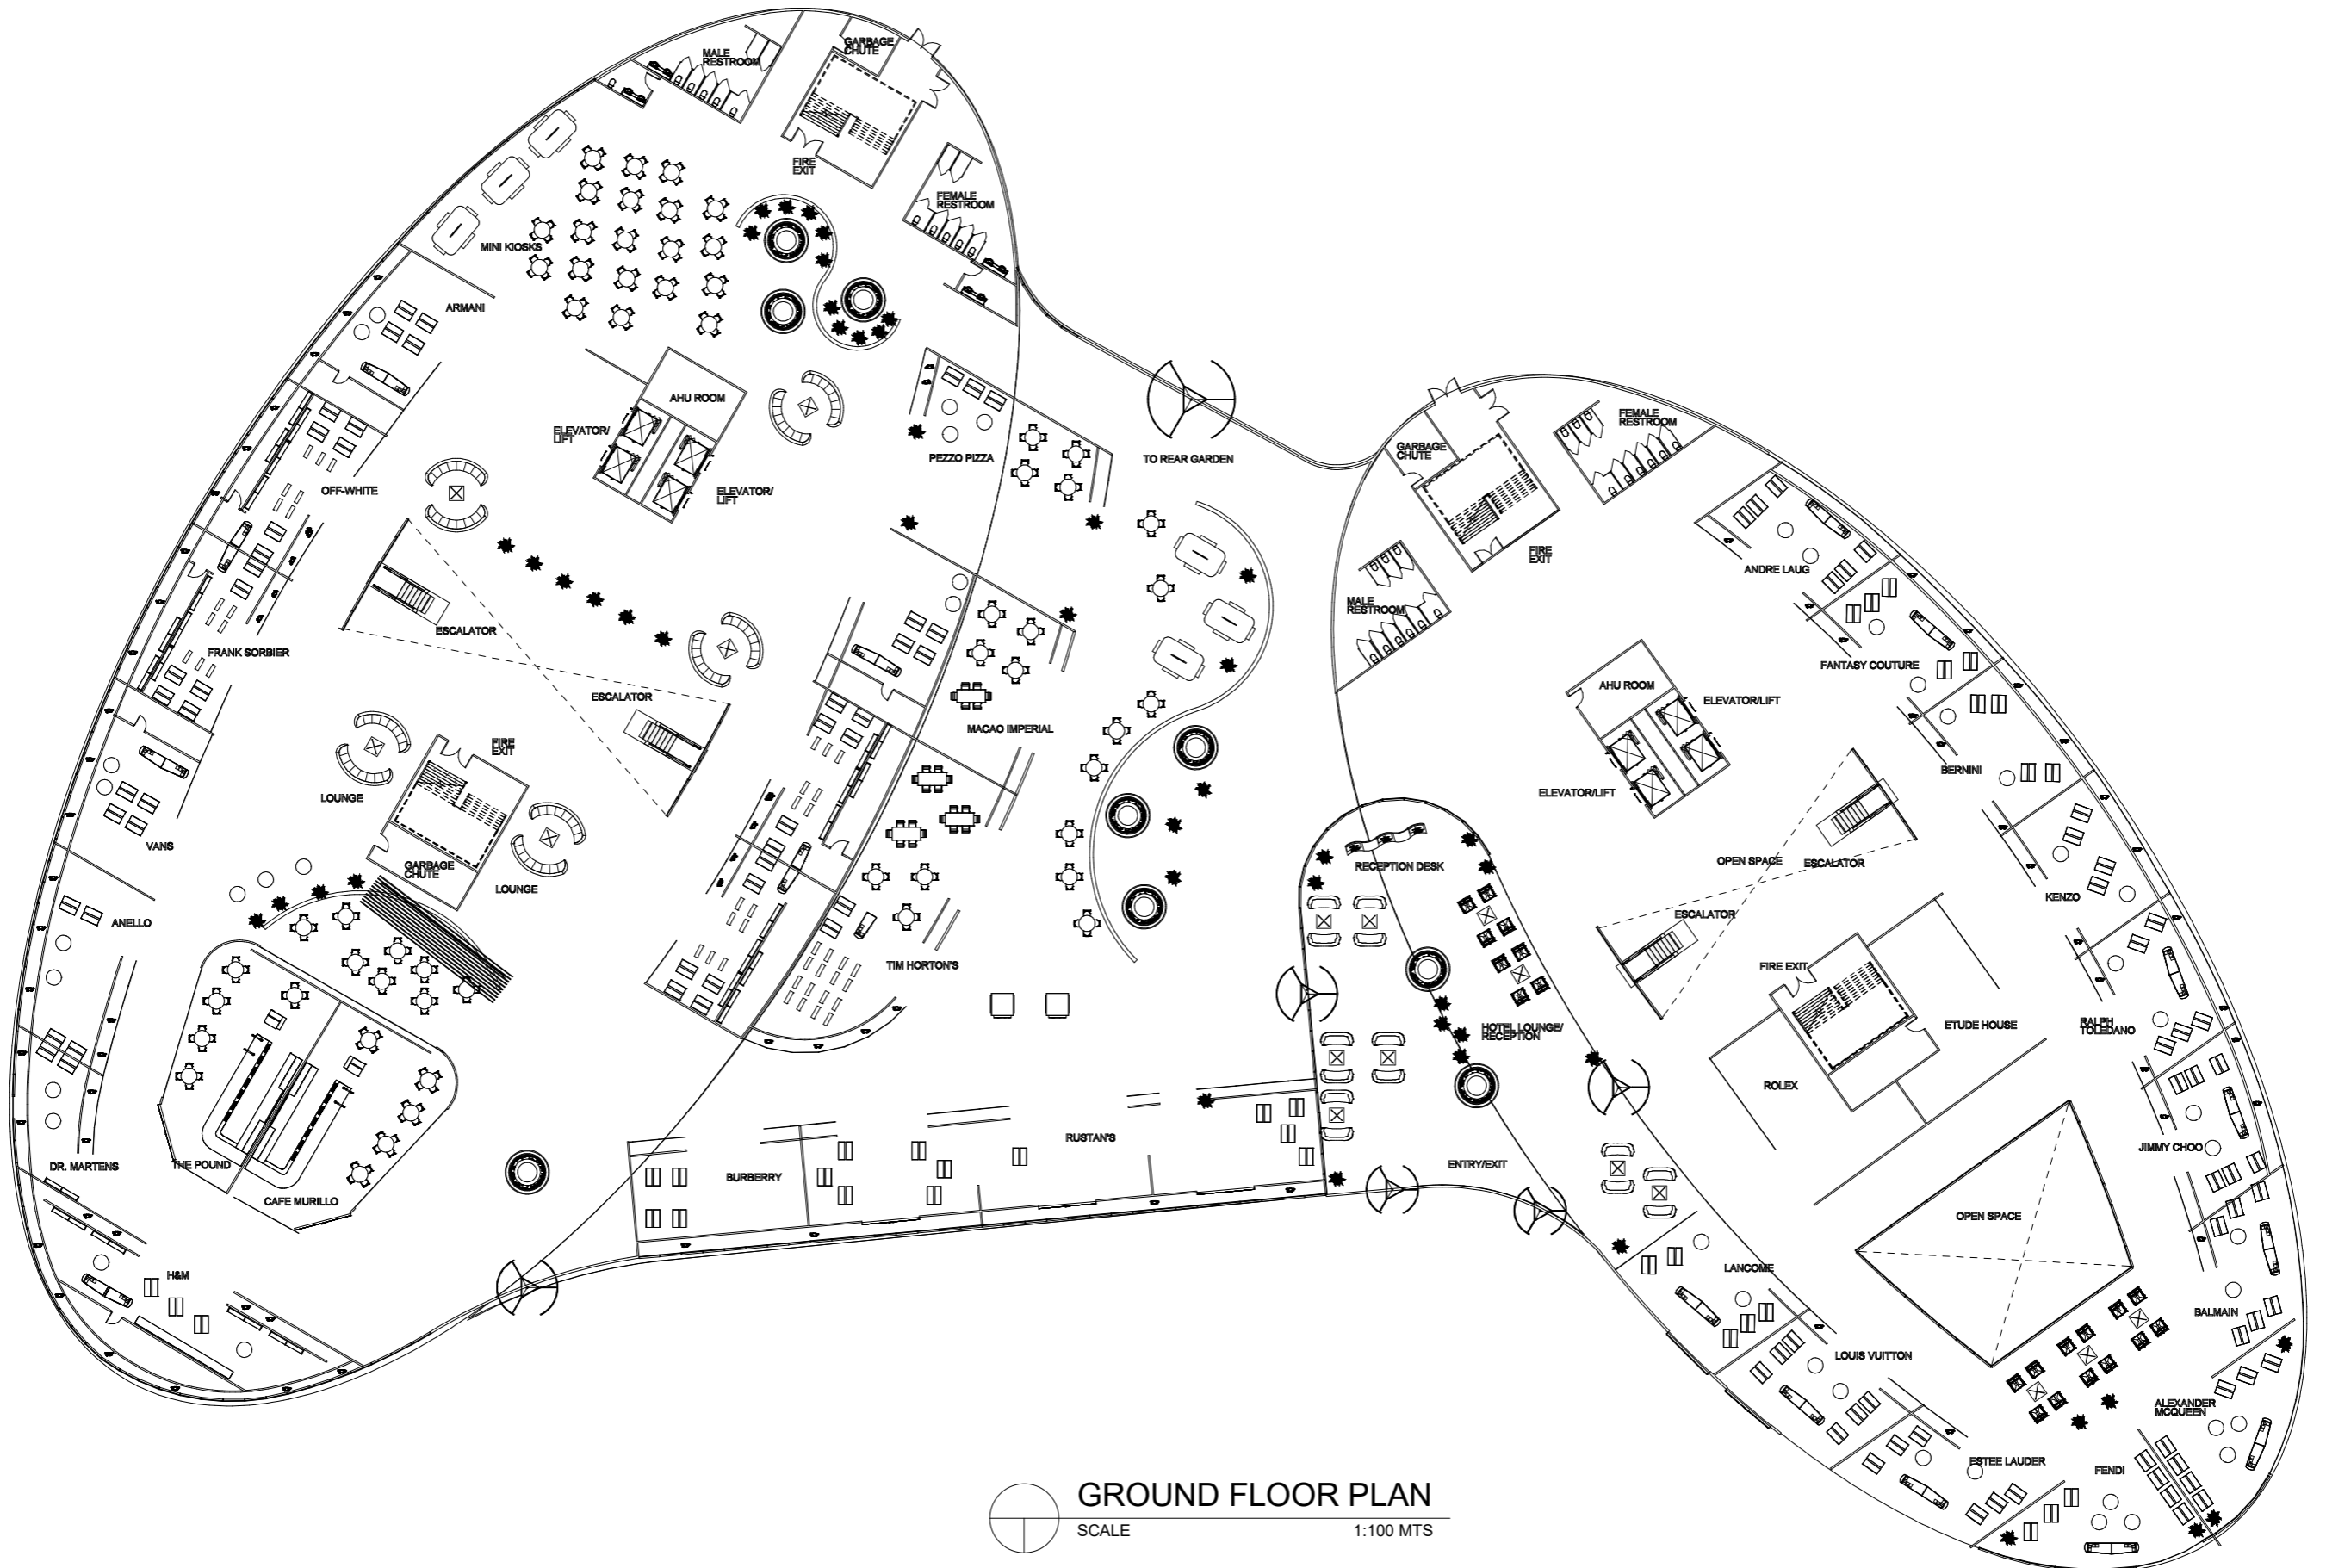 GARBAGE
CHUTE
MALE
RESTROOM
FIRE
EXIT
FEMALE
RESTROOM
MINI KIOSKS
ARMANI
AHU ROOM
ELEVATOR/
LIFT
ELEVATOR/
LIFT
PEZZO PIZZA
TO REAR GARDEN
OFF-WHITE
ESCALATOR
FRANK SORBIER
ESCALATOR
MACAO IMPERIAL
FIRE
EXIT
LOUNGE
VANS
GARBAGE
CHUTE
LOUNGE
ANELLO
TIM HORTON'S
DR. MARTENS
THE POUND
CAFE MURILLO
H&M
BURBERRY
RUSTAN'S
GARBAGE
CHUTE
FEMALE
RESTROOM
FIRE
EXIT
MALE
RESTROOM
ANDRE LAUG
FANTASY COUTURE
AHU ROOM
ELEVATOR/LIFT
ELEVATOR/LIFT
BERNINI
OPEN SPACE
ESCALATOR
RECEPTION DESK
KENZO
ESCALATOR
FIRE EXIT
HOTEL LOUNGE/
RECEPTION
ETUDE HOUSE
RALPH
TOLEDANO
ROLEX
ENTRY/EXIT
JIMMY CHOO
OPEN SPACE
LANCOME
BALMAIN
LOUIS VUITTON
ALEXANDER
MCQUEEN
ESTEE LAUDER
FENDI
GROUND FLOOR PLAN
SCALE 1:100 MTS